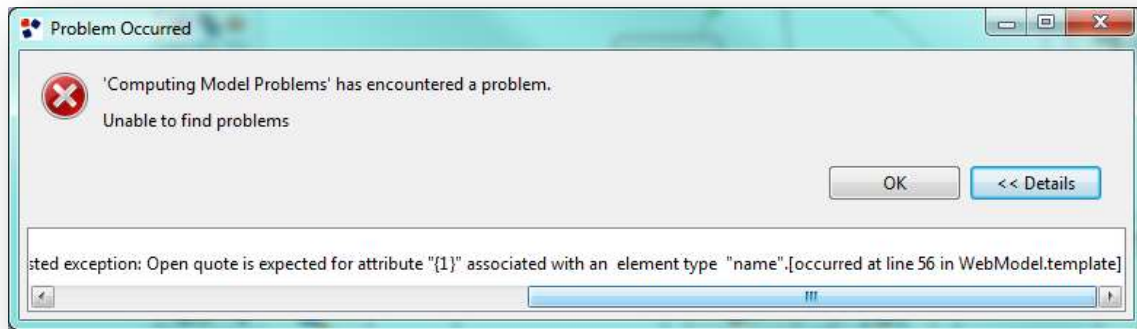 Problem Occurred
'Computing Model Problems' has encountered a problem.
Unable to find problems
OK
<< Details
sted exception: Open quote is expected for attribute "{1}" associated with an  element type  "name".[occurred at line 56 in WebModel.template]